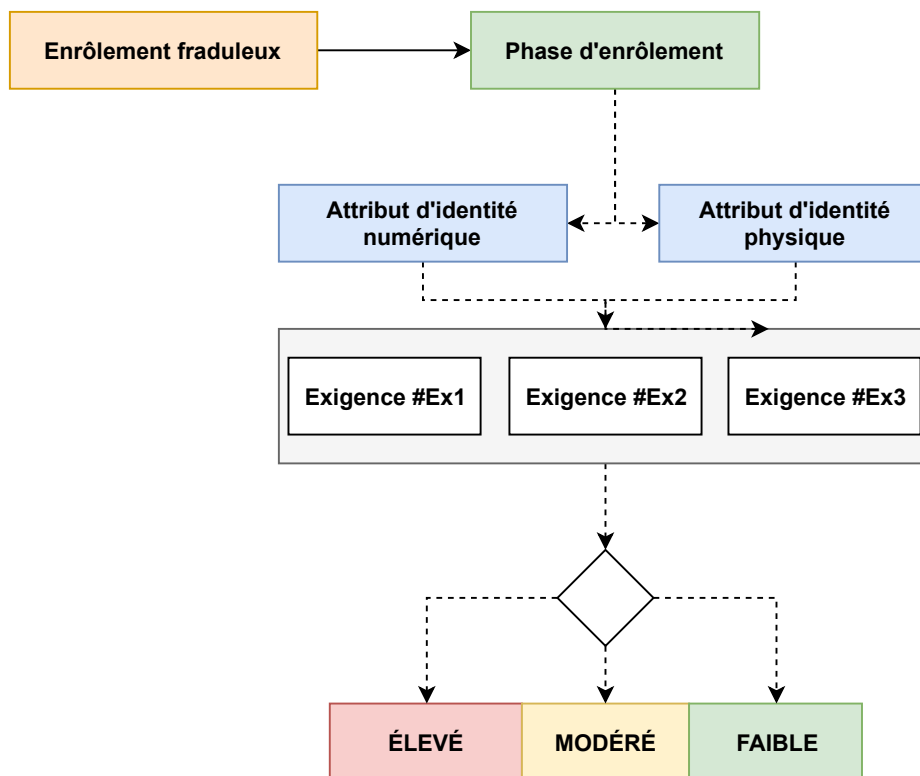 Enrôlement fraduleux
Phase d'enrôlement
Attribut d'identité
numérique
Attribut d'identité
physique
Exigence #Ex1
Exigence #Ex2
Exigence #Ex3
ÉLEVÉ
MODÉRÉ
FAIBLE